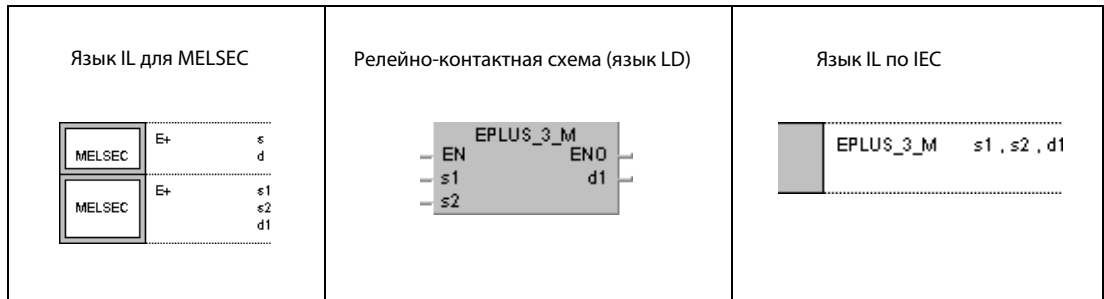 Язык IL для MELSEC
MELSEC E+ s
d
MELSEC E+ s1
s2
d1
Релейно-контактная схема (язык LD)
EPLUS_3_M
EN ENO
s1 d1
s2
Язык IL по IEC
EPLUS_3_M s1 , s2 , d1